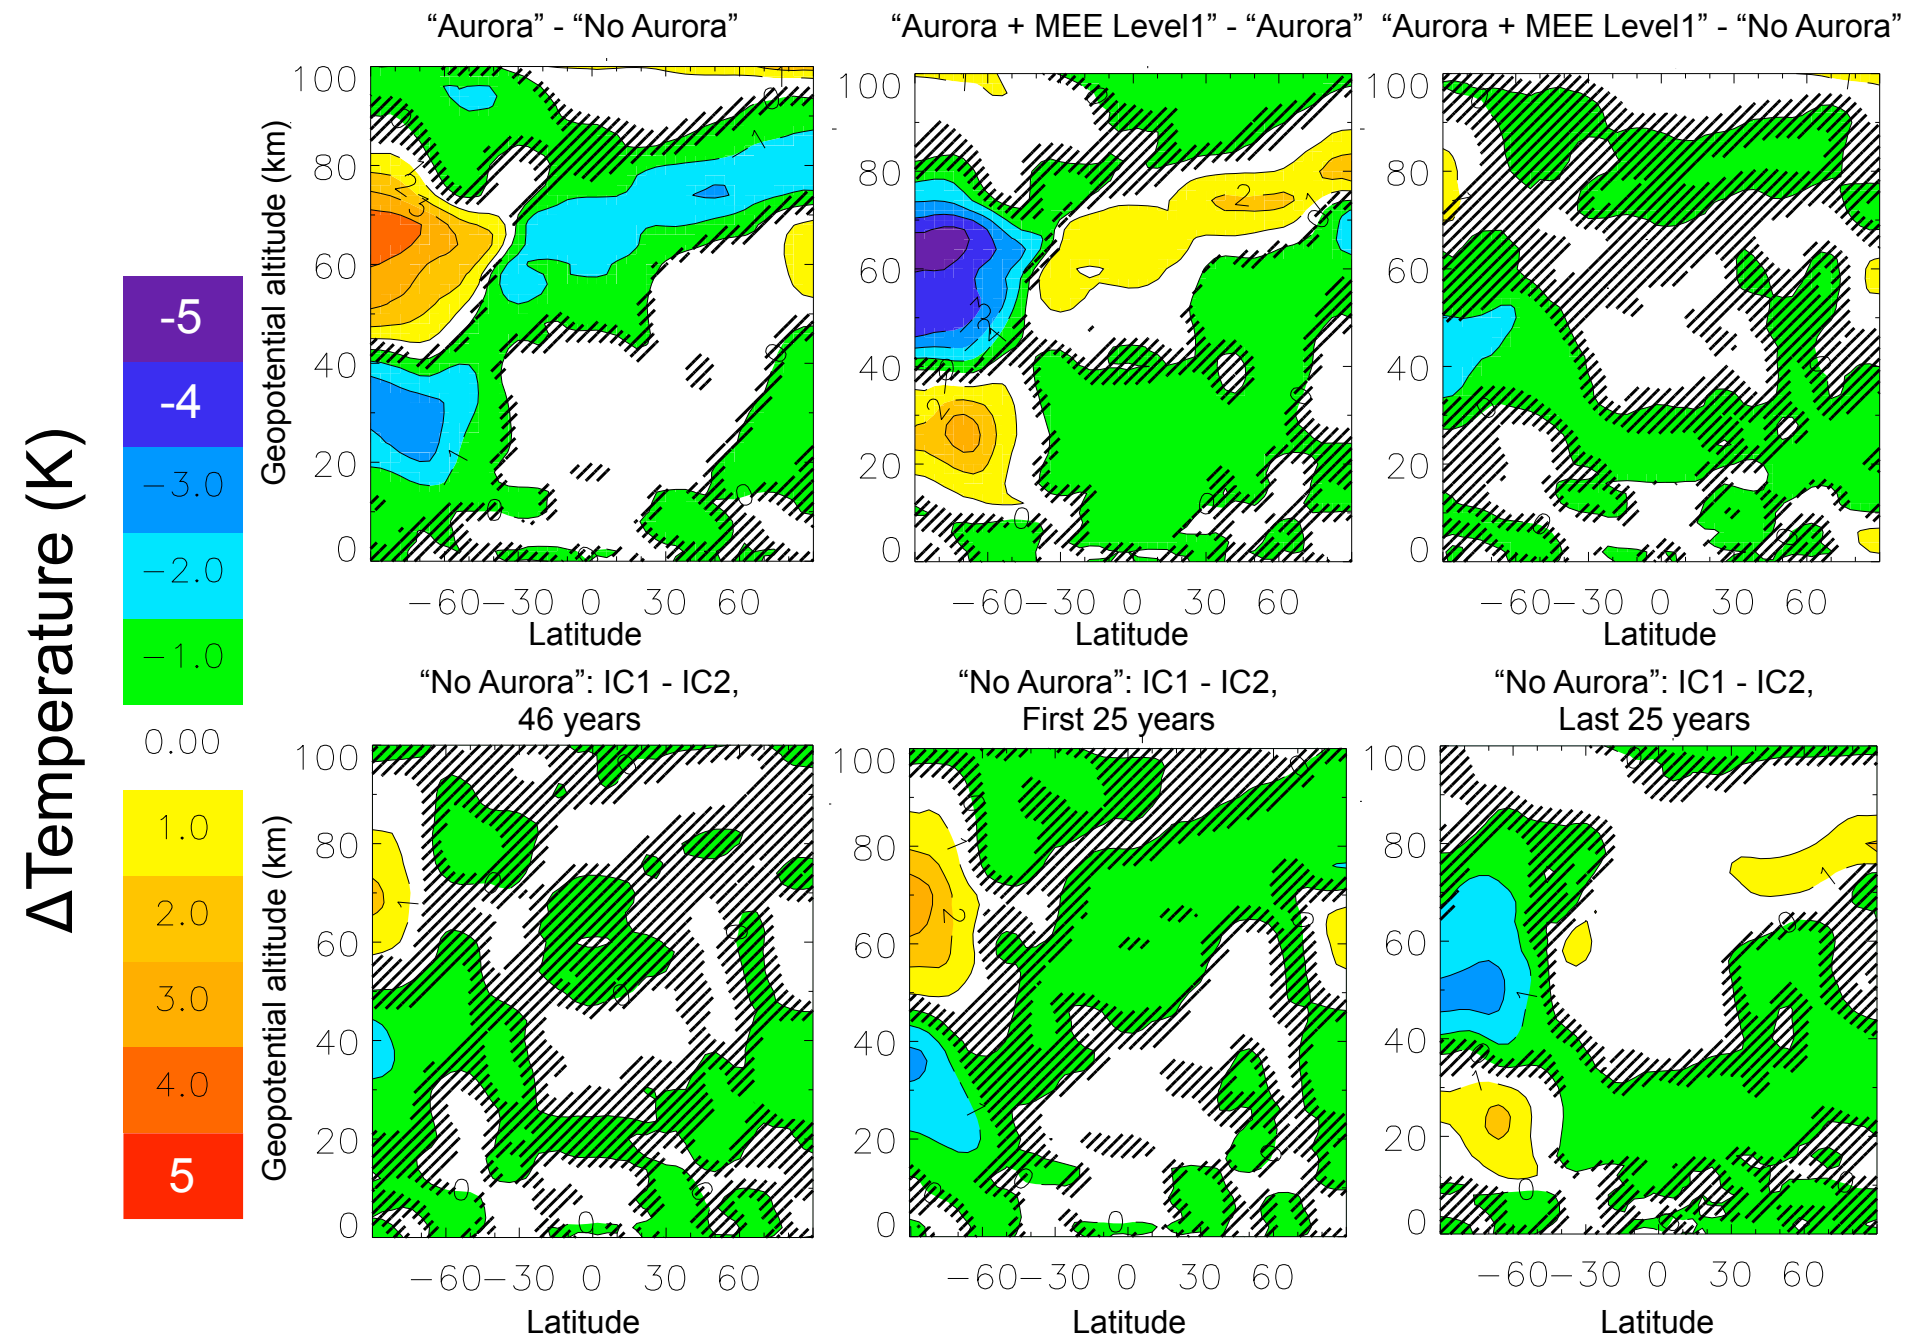 “Aurora” - “No Aurora”
“Aurora + MEE Level1” - “Aurora”
“Aurora + MEE Level1” - “No Aurora”
ΔTemperature (K)
-5
-4
−3.0
−2.0
−1.0
0.00
1.0
2.0
3.0
4.0
5
Geopotential altitude (km)
100
80
60
40
20
0
−60−30 0 30 60
Latitude
100
80
60
40
20
0
−60−30 0 30 60
Latitude
100
80
60
40
20
0
−60−30 0 30 60
Latitude
“No Aurora”: IC1 - IC2,
46 years
“No Aurora”: IC1 - IC2,
First 25 years
“No Aurora”: IC1 - IC2,
Last 25 years
Geopotential altitude (km)
100
80
60
40
20
0
−60−30 0 30 60
Latitude
100
80
60
40
20
0
−60−30 0 30 60
Latitude
100
80
60
40
20
0
−60−30 0 30 60
Latitude